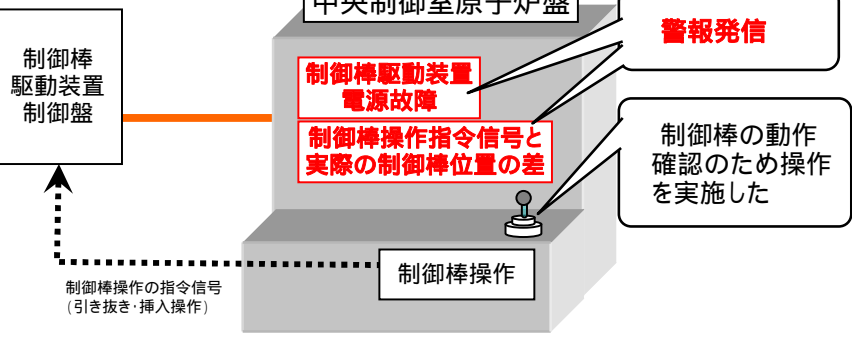 中央制御室原子炉盤
警報発信
制御棒
駆動装置
制御盤
制御棒駆動装置
電源故障
制御棒操作指令信号と
実際の制御棒位置の差
制御棒の動作
確認のため操作
を実施した
制御棒操作
制御棒操作の指令信号
(引き抜き・挿入操作)